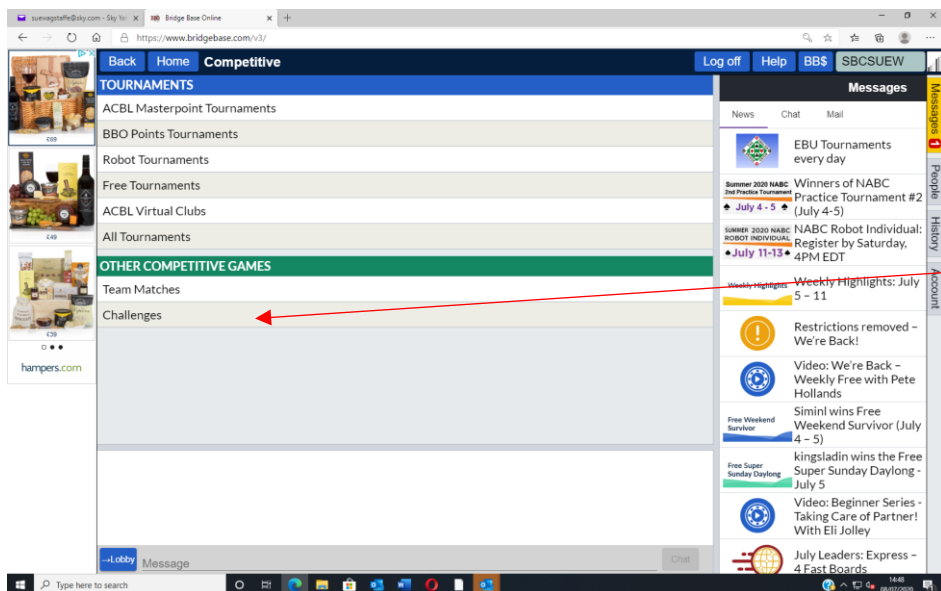 suewagstaffe@sky.com - Sky
Bridge Base Online
https://www.bridgebase.com/v3/
Back Home Competitive
Log off Help BB$ SBCSUEW
TOURNAMENTS
ACBL Masterpoint Tournaments
BBO Points Tournaments
Robot Tournaments
Free Tournaments
ACBL Virtual Clubs
All Tournaments
OTHER COMPETITIVE GAMES
Team Matches
Challenges
£69
£49
£39
hampers.com
Messages
News Chat Mail
EBU Tournaments
every day
Summer 2020 NABC
2nd Practice Tournament
July 4 - 5
Winners of NABC
Practice Tournament #2
(July 4-5)
SUMMER 2020 NABC
ROBOT INDIVIDUAL
July 11-13
NABC Robot Individual:
Register by Saturday,
4PM EDT
Weekly Highlights
Weekly Highlights: July
5 – 11
Restrictions removed –
We're Back!
Video: We're Back –
Weekly Free with Pete
Hollands
Free Weekend
Survivor
Siminl wins Free
Weekend Survivor (July
4 – 5)
Free Super
Sunday Daylong
kingsladin wins the Free
Super Sunday Daylong -
July 5
Video: Beginner Series -
Taking Care of Partner!
With Eli Jolley
July Leaders: Express –
4 Fast Boards
Messages 1
People
History
Account
→Lobby
Message
Chat
Type here to search
14:48
08/07/2020